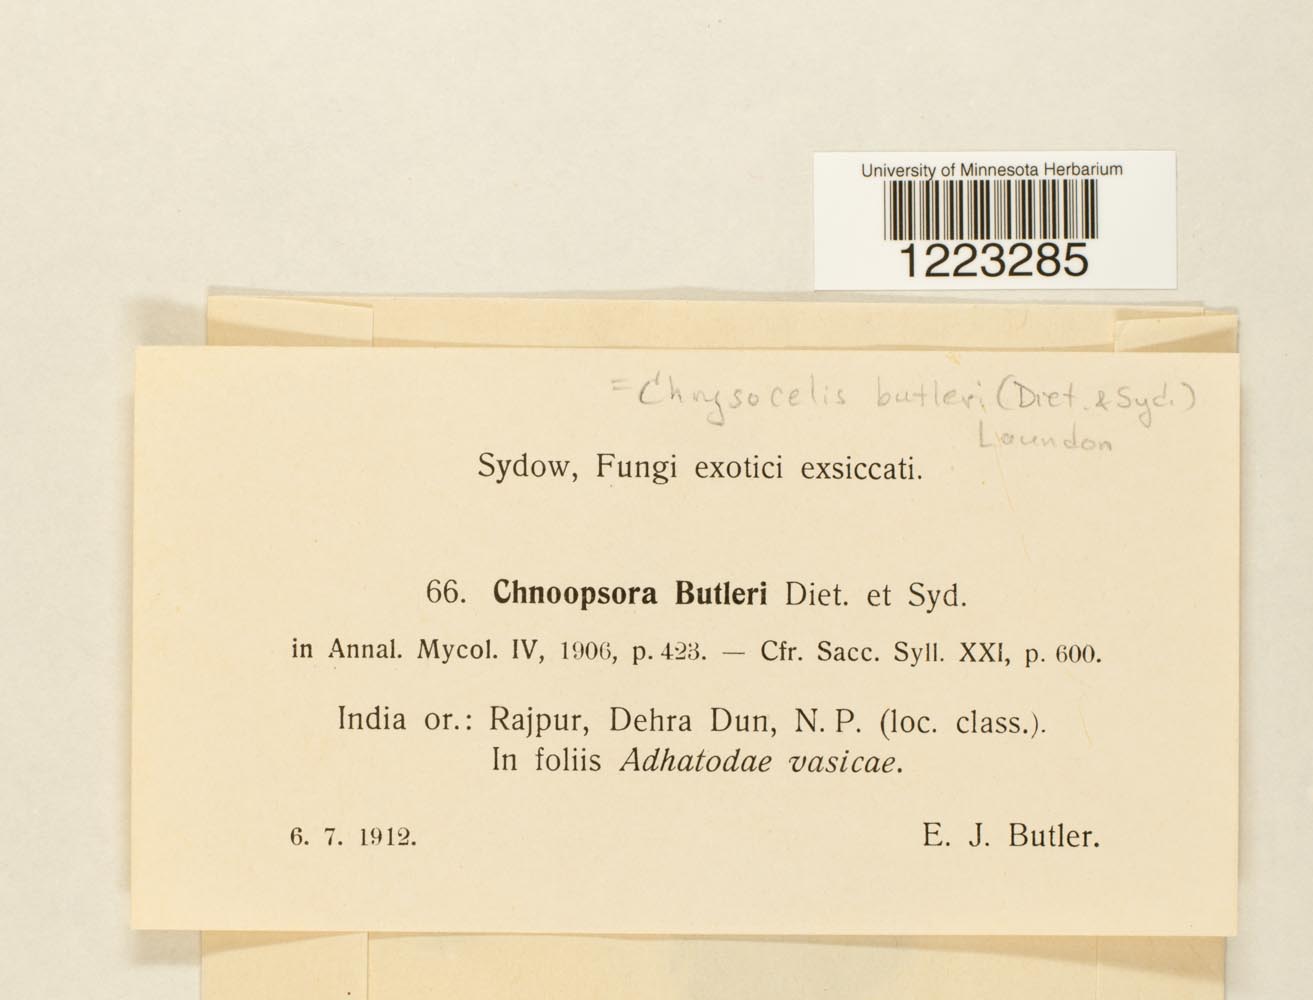 University of Minnesota Herbarium
1223285
= Chrysocelis butleri (Diet. & Syd.)
Laundon
Sydow, Fungi exotici exsiccati.
66. Chnoopsora Butleri Diet. et Syd.
in Annal. Mycol. IV, 1906, p. 423. — Cfr. Sacc. Syll. XXI, p. 600.
India or.: Rajpur, Dehra Dun, N. P. (loc. class.).
In foliis Adhatodae vasicae.
6. 7. 1912.
E. J. Butler.